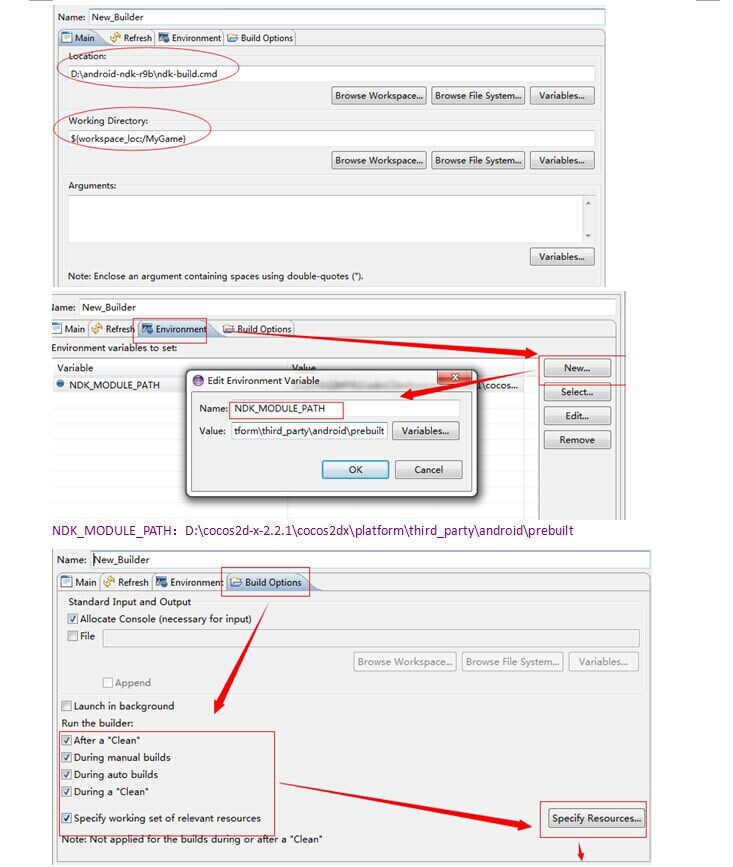 Name: New_Builder
Main Refresh Environment Build Options
Location:
D:\android-ndk-r9b\ndk-build.cmd
Browse Workspace... Browse File System... Variables...
Working Directory:
${workspace_loc:/MyGame}
Browse Workspace... Browse File System... Variables...
Arguments:
Variables...
Note: Enclose an argument containing spaces using double-quotes (").
Name: New_Builder
Main Refresh Environment Build Options
Environment variables to set:
Variable Value
New...
NDK_MODULE_PATH 1\cocos...
Select...
Edit...
Remove
Edit Environment Variable
Name: NDK_MODULE_PATH
Value: tform\third_party\android\prebuilt Variables...
OK Cancel
NDK_MODULE_PATH：D:\cocos2d-x-2.2.1\cocos2dx\platform\third_party\android\prebuilt
Name: New_Builder
Main Refresh Environment Build Options
Standard Input and Output
Allocate Console (necessary for input)
File
Browse Workspace... Browse File System... Variables...
Append
Launch in background
Run the builder:
After a "Clean"
During manual builds
During auto builds
During a "Clean"
Specify working set of relevant resources Specify Resources...
Note: Not applied for the builds during or after a "Clean"